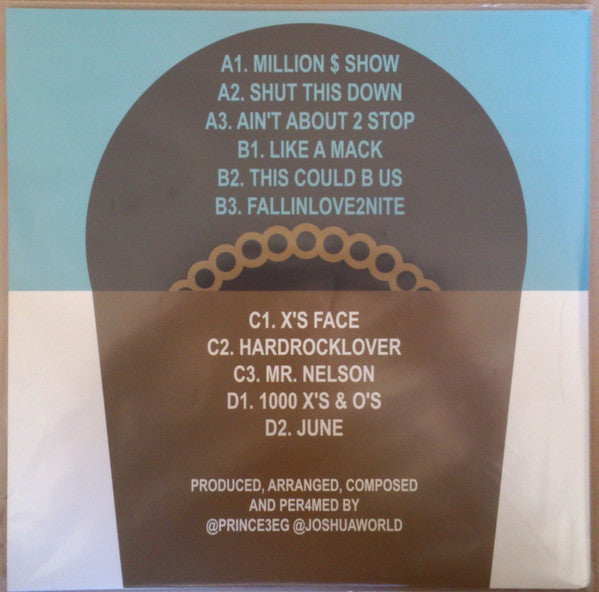 A1. MILLION $ SHOW
A2. SHUT THIS DOWN
A3. AIN'T ABOUT 2 STOP
B1. LIKE A MACK
B2. THIS COULD B US
B3. FALLINLOVE2NITE
C1. X'S FACE
C2. HARDROCKLOVER
C3. MR. NELSON
D1. 1000 X'S & O'S
D2. JUNE
PRODUCED, ARRANGED, COMPOSED
AND PER4MED BY
@PRINCE3EG @JOSHUAWORLD